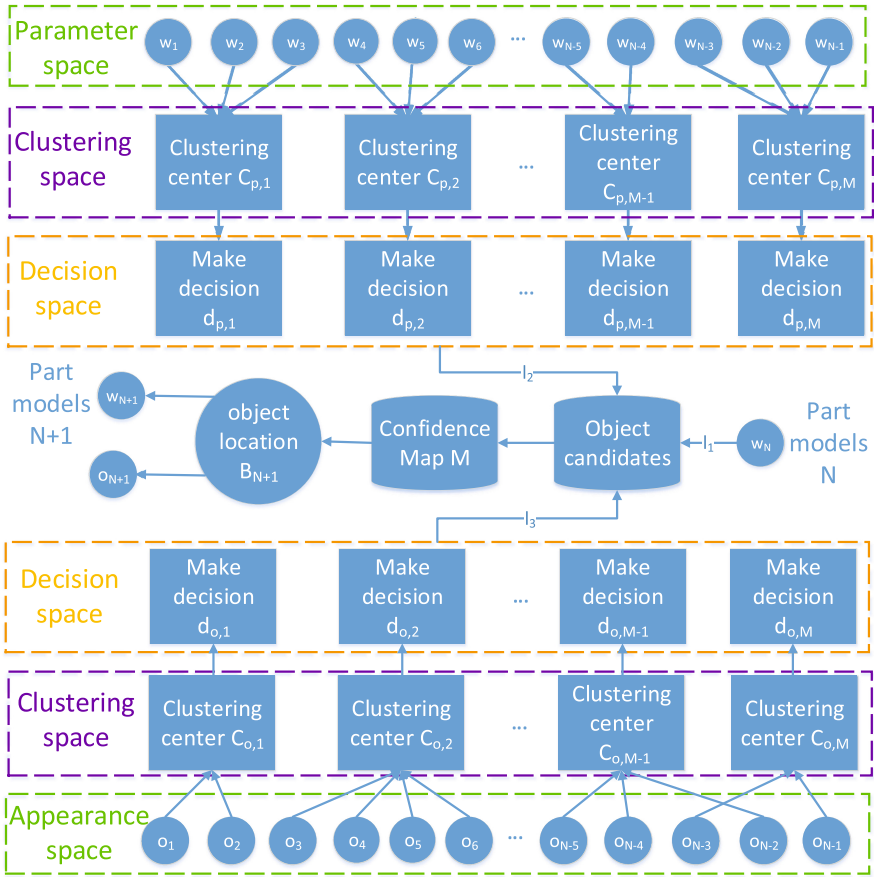 Parameter
space
w1 w2 w3 w4 w5 w6 ... wN-5 wN-4 wN-3 wN-2 wN-1
Clustering
space
Clustering
center Cp,1
Clustering
center Cp,2
...
Clustering
center
Cp,M-1
Clustering
center Cp,M
Decision
space
Make
decision
dp,1
Make
decision
dp,2
...
Make
decision
dp,M-1
Make
decision
dp,M
Part
models
N+1
wN+1
oN+1
object
location
BN+1
Confidence
Map M
l2
Object
candidates
l1
wN
Part
models
N
l3
Decision
space
Make
decision
do,1
Make
decision
do,2
...
Make
decision
do,M-1
Make
decision
do,M
Clustering
space
Clustering
center Co,1
Clustering
center Co,2
...
Clustering
center
Co,M-1
Clustering
center Co,M
Appearance
space
o1 o2 o3 o4 o5 o6 ... oN-5 oN-4 oN-3 oN-2 oN-1